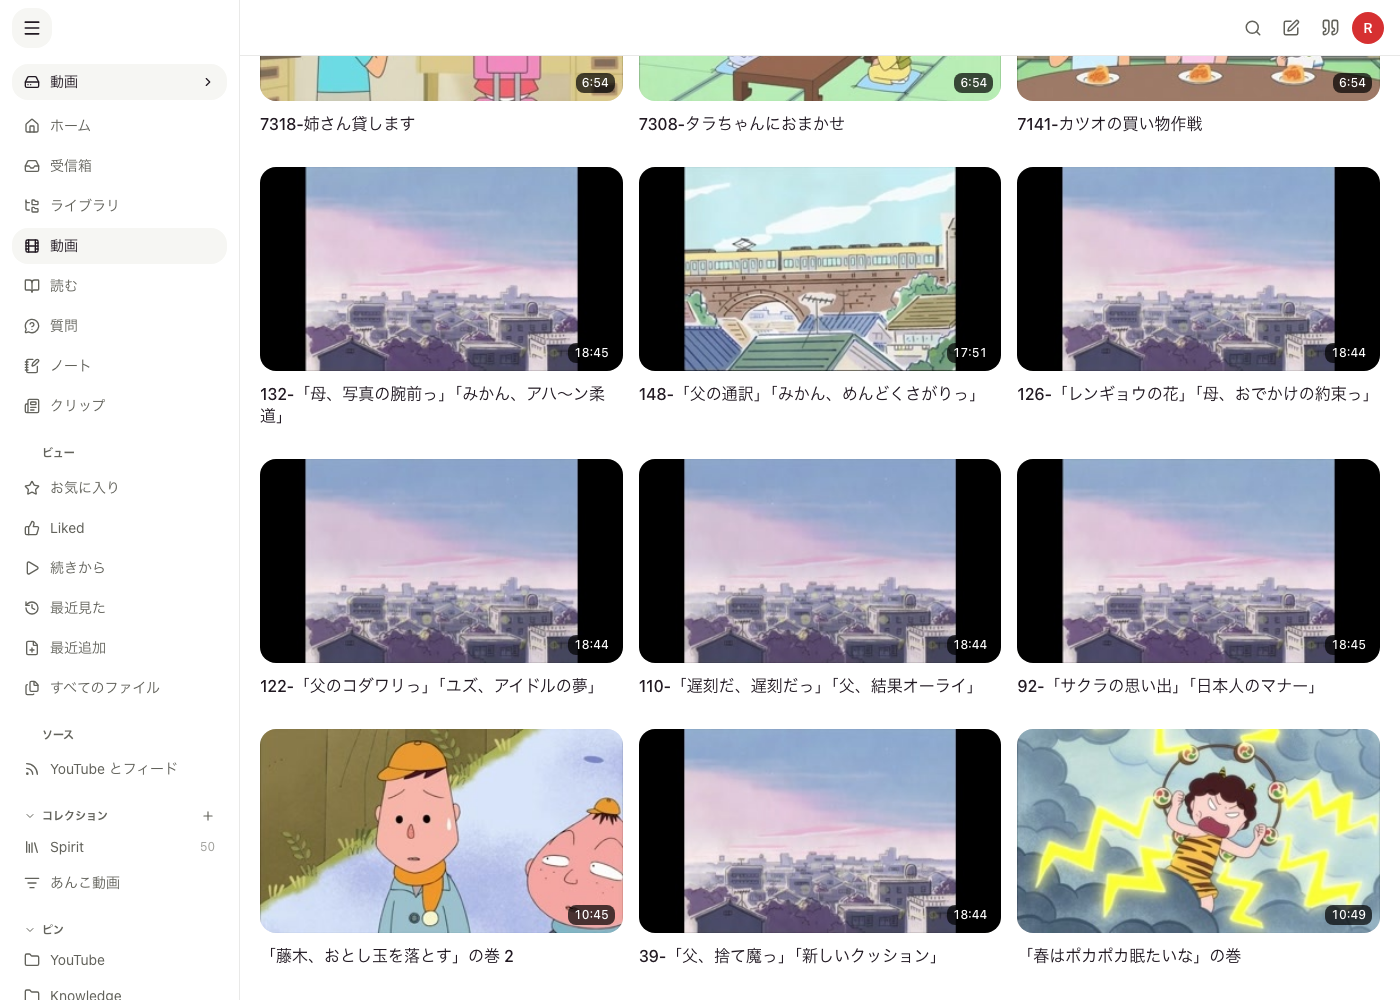 R
動画
ホーム
受信箱
ライブラリ
動画
読む
質問
ノート
クリップ
ビュー
お気に入り
Liked
続きから
最近見た
最近追加
すべてのファイル
ソース
YouTube とフィード
コレクション
Spirit 50
あんこ動画
ピン
YouTube
Knowledge
6:54
6:54
6:54
7318-姉さん貸します
7308-タラちゃんにおまかせ
7141-カツオの買い物作戦
18:45
17:51
18:44
132-「母、写真の腕前っ」「みかん、アハ〜ン柔
道」
148-「父の通訳」「みかん、めんどくさがりっ」
126-「レンギョウの花」「母、おでかけの約束っ」
18:44
18:44
18:45
122-「父のコダワリっ」「ユズ、アイドルの夢」
110-「遅刻だ、遅刻だっ」「父、結果オーライ」
92-「サクラの思い出」「日本人のマナー」
10:45
18:44
10:49
「藤木、おとし玉を落とす」の巻 2
39-「父、捨て魔っ」「新しいクッション」
「春はポカポカ眠たいな」の巻